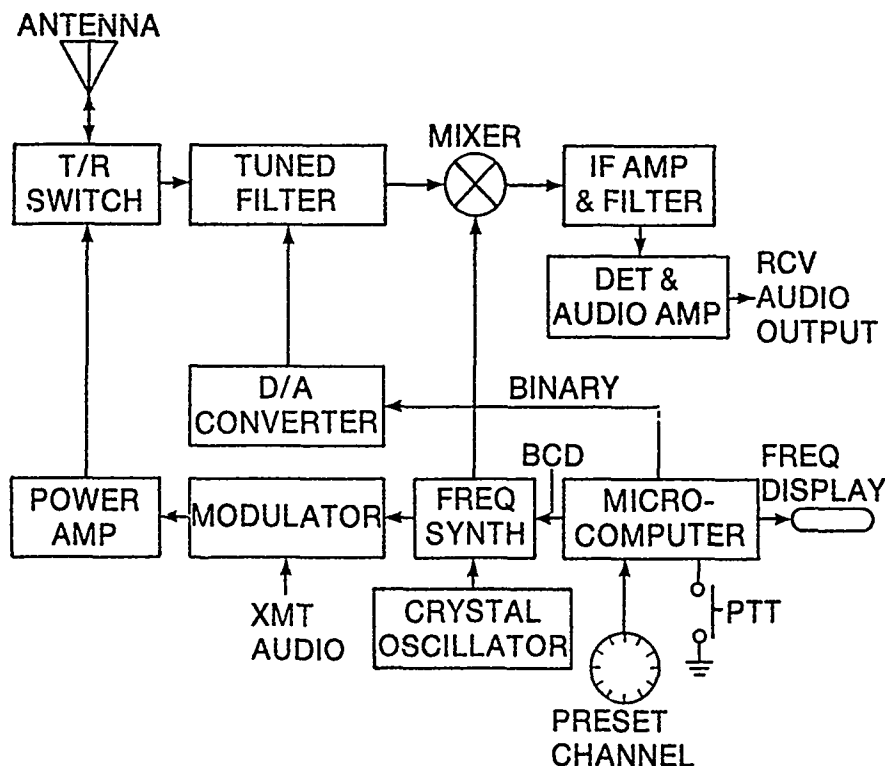 ANTENNA
T/R
SWITCH
TUNED
FILTER
MIXER
IF AMP
& FILTER
DET &
AUDIO AMP
RCV
AUDIO
OUTPUT
D/A
CONVERTER
BINARY
BCD
FREQ
DISPLAY
POWER
AMP
MODULATOR
FREQ
SYNTH
MICRO-
COMPUTER
XMT
AUDIO
CRYSTAL
OSCILLATOR
PTT
PRESET
CHANNEL